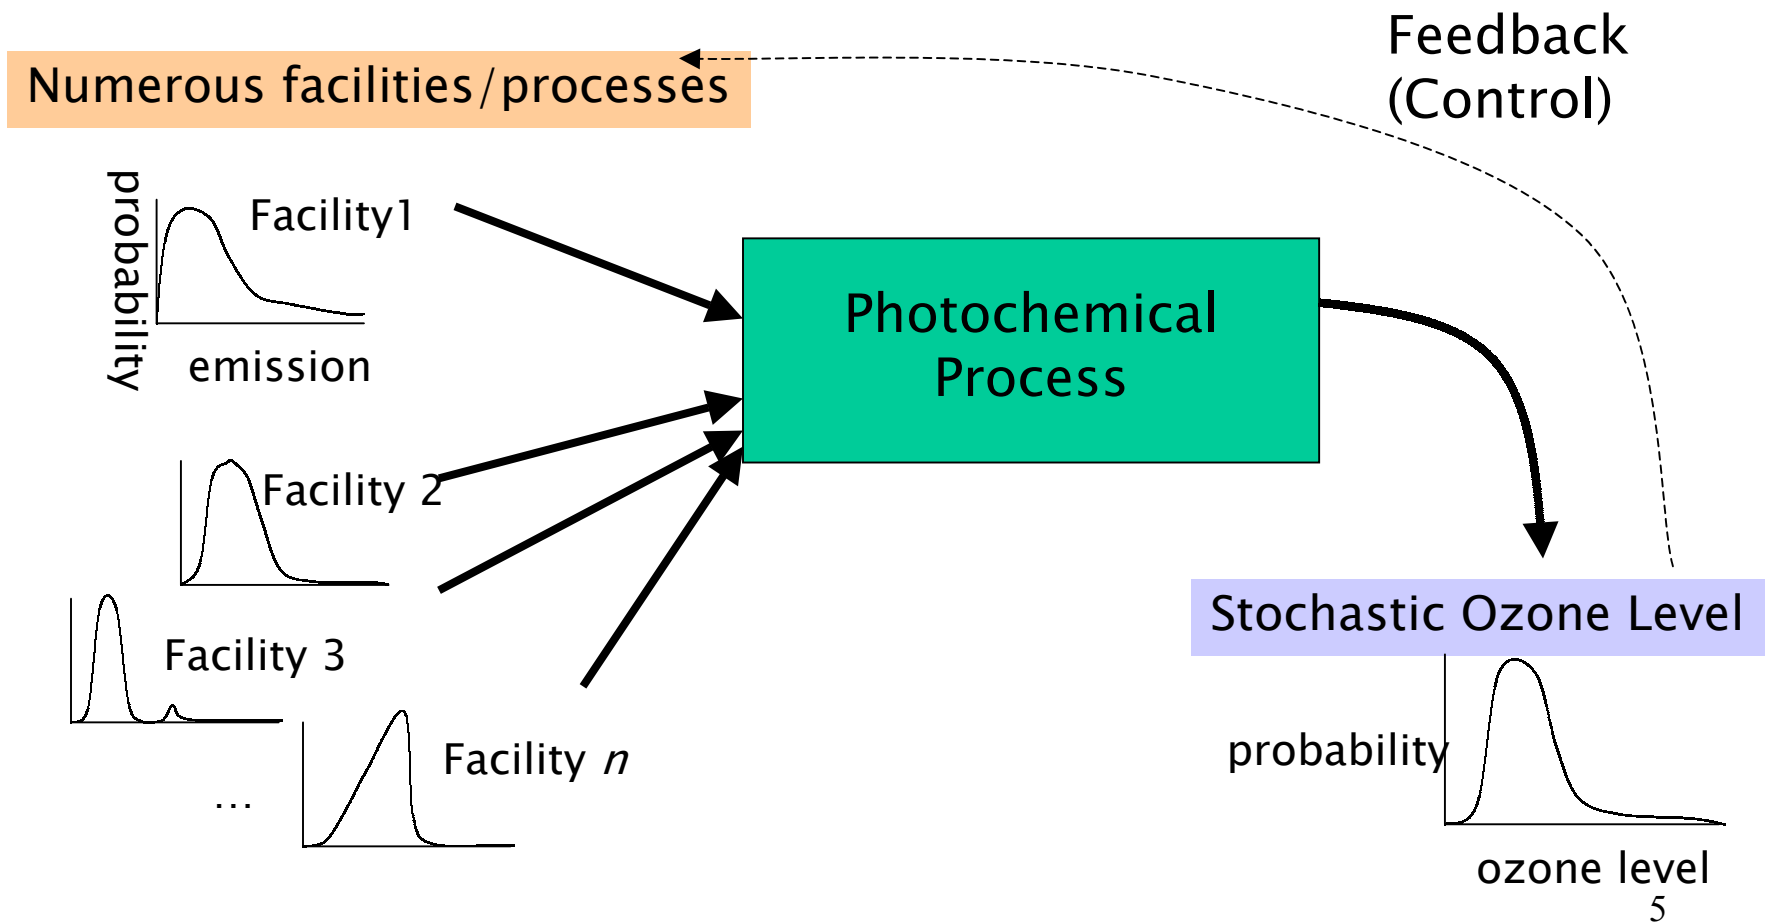 Feedback
(Control)
Numerous facilities/processes
probability
Facility1
emission
Photochemical
Process
Facility 2
Facility 3
Facility n
...
Stochastic Ozone Level
probability
ozone level
5